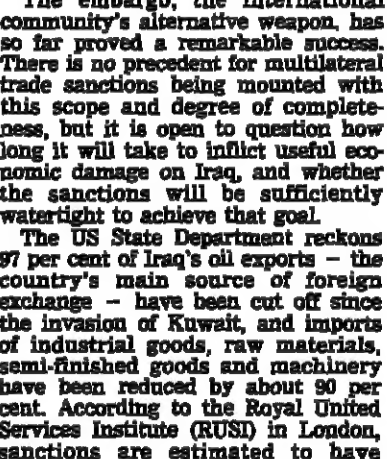 The embargo, the international
community's alternative weapon, has
so far proved a remarkable success.
There is no precedent for multilateral
trade sanctions being mounted with
this scope and degree of complete-
ness, but it is open to question how
long it will take to inflict useful eco-
nomic damage on Iraq, and whether
the sanctions will be sufficiently
watertight to achieve that goal.
The US State Department reckons
97 per cent of Iraq's oil exports – the
country's main source of foreign
exchange – have been cut off since
the invasion of Kuwait, and imports
of industrial goods, raw materials,
semi-finished goods and machinery
have been reduced by about 90 per
cent. According to the Royal United
Services Institute (RUSI) in London,
sanctions are estimated to have